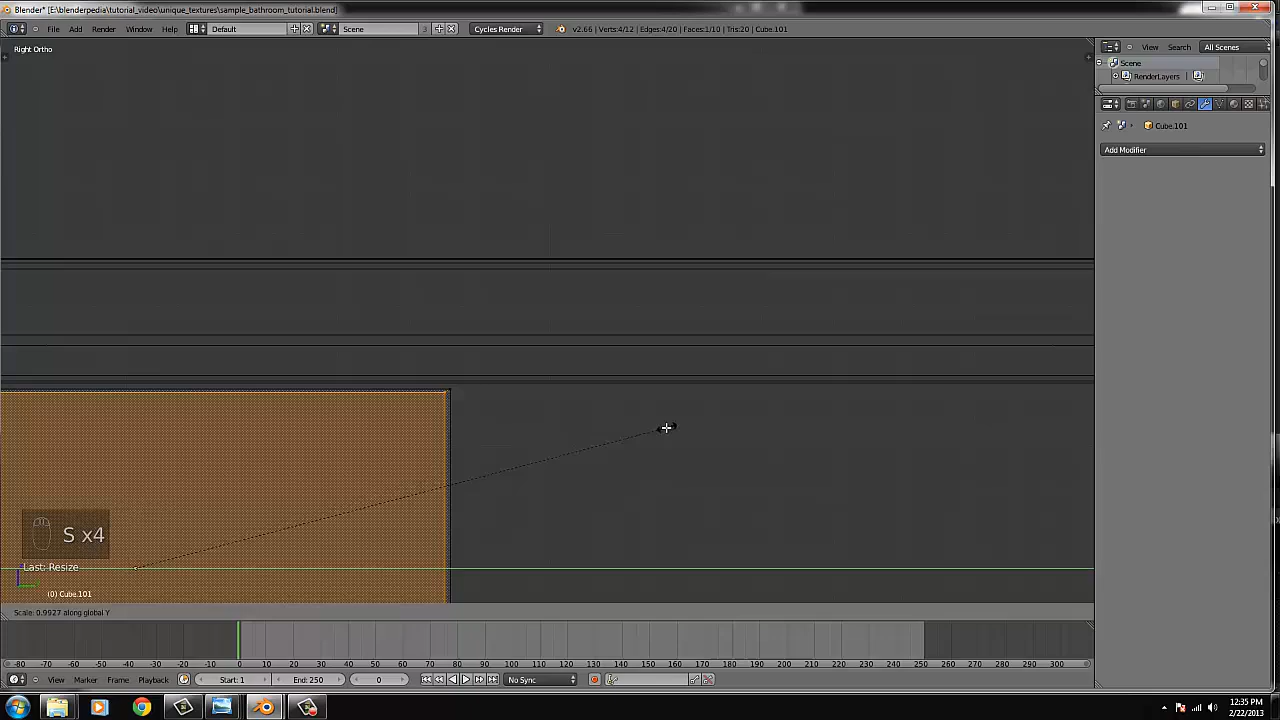 Blender* [E:\blenderpedia\tutorial_video\unique_textures\sample_bathroom_tutorial.blend]
File Add Render Window Help Default Scene 3 Cycles Render v2.66 | Verts:4/12 | Edges:4/20 | Faces:1/10 | Tris:20 | Cube.101
View Search All Scenes
Right Ortho
Scene
RenderLayers
Cube.101
Add Modifier
S x4
Last: Resize
(0) Cube.101
Scale: 0.9927 along global Y
-80 -70 -60 -50 -40 -30 -20 -10 0 10 20 30 40 50 60 70 80 90 100 110 120 130 140 150 160 170 180 190 200 210 220 230 240 250 260 270 280 290 300
View Marker Frame Playback Start: 1 End: 250 0 No Sync
12:35 PM
2/22/2013